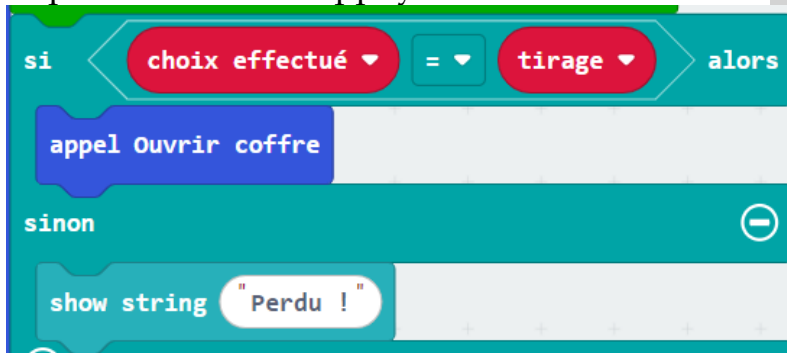 si choix effectué = tirage alors
appel Ouvrir coffre
sinon
show string "Perdu !"